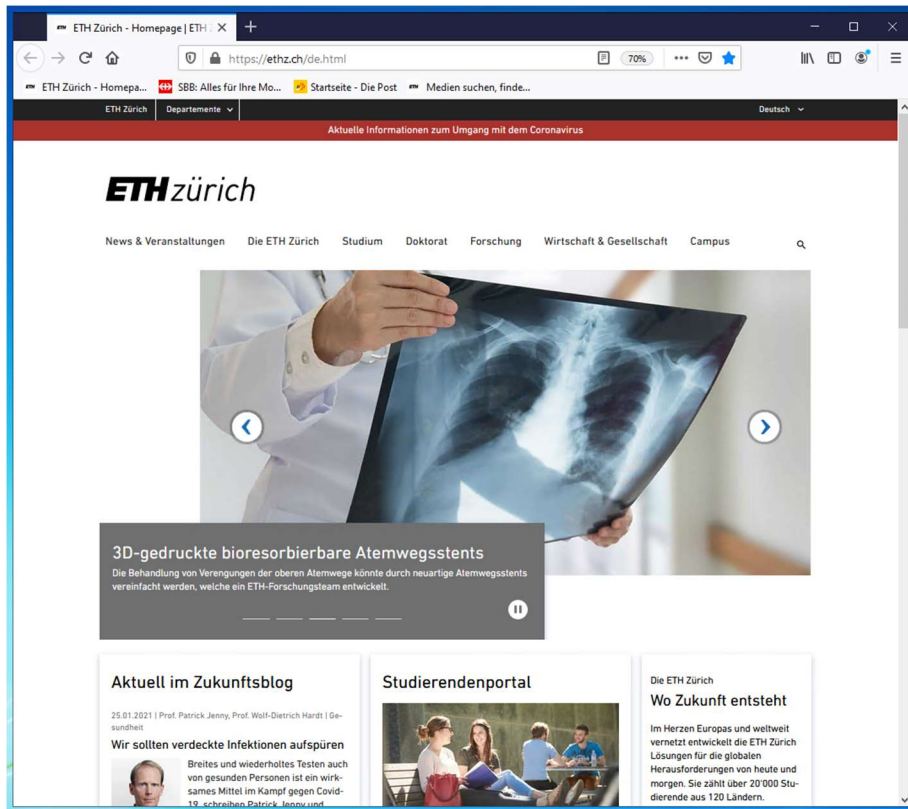 ETH Zürich - Homepage | ETH
https://ethz.ch/de.html
70%
ETH Zürich - Homepa...
SBB: Alles für Ihre Mo...
Startseite - Die Post
Medien suchen, finde...
ETH Zürich
Departemente
Deutsch
Aktuelle Informationen zum Umgang mit dem Coronavirus
ETH zürich
News & Veranstaltungen
Die ETH Zürich
Studium
Doktorat
Forschung
Wirtschaft & Gesellschaft
Campus
3D-gedruckte bioresorbierbare Atemwegsstents
Die Behandlung von Verengungen der oberen Atemwege könnte durch neuartige Atemwegsstents
vereinfacht werden, welche ein ETH-Forschungsteam entwickelt.
Aktuell im Zukunftsblog
25.01.2021 | Prof. Patrick Jenny, Prof. Wolf-Dietrich Hardt | Ge-
sundheit
Wir sollten verdeckte Infektionen aufspüren
Breites und wiederholtes Testen auch
von gesunden Personen ist ein wirk-
sames Mittel im Kampf gegen Covid-
19, schreiben Patrick Jenny und
Studierendenportal
Die ETH Zürich
Wo Zukunft entsteht
Im Herzen Europas und weltweit
vernetzt entwickelt die ETH Zürich
Lösungen für die globalen
Herausforderungen von heute und
morgen. Sie zählt über 20'000 Stu-
dierende aus 120 Ländern.